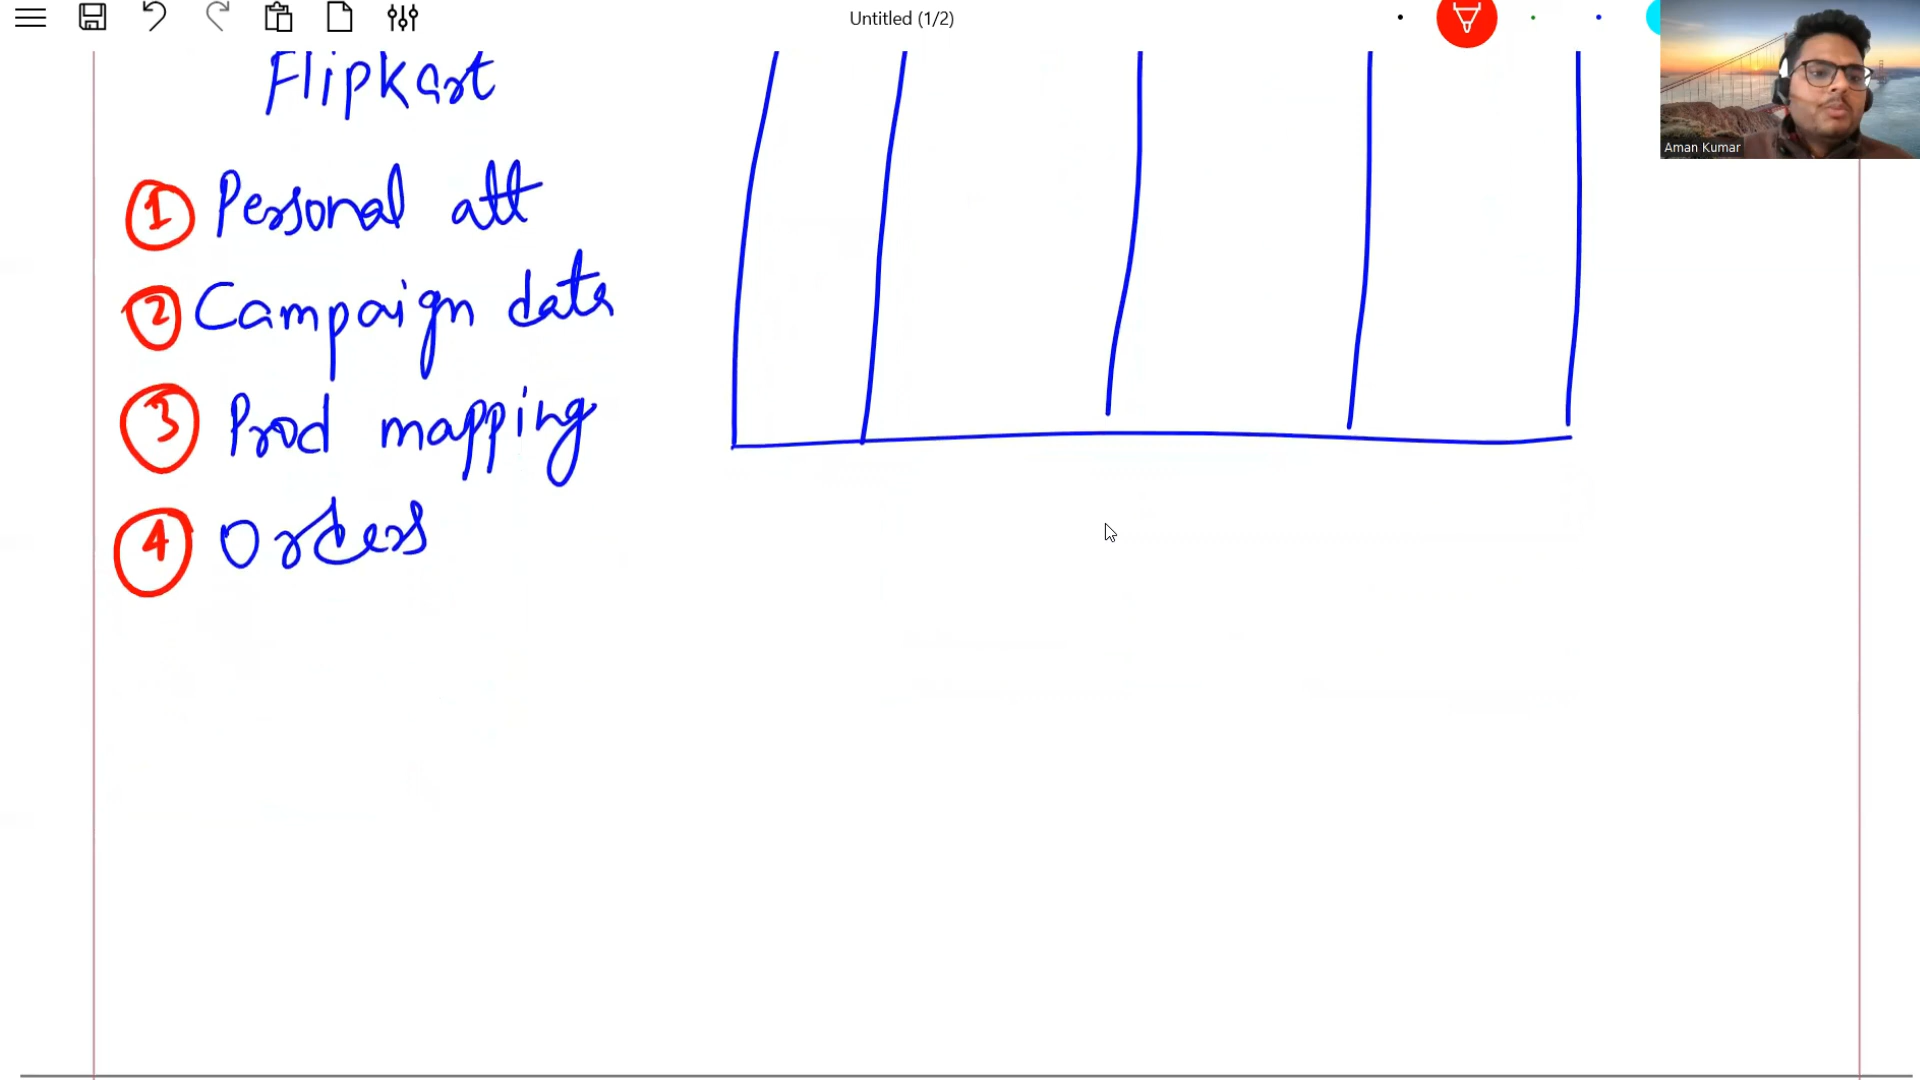 Untitled (1/2)
Aman Kumar
Flipkart
1 Personal att
2 Campaign data
3 Prod mapping
4 Orders